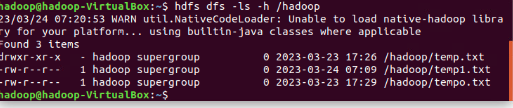 hadoop@hadoop-VirtualBox:~$ hdfs dfs -ls -h /hadoop
23/03/24 07:20:53 WARN util.NativeCodeLoader: Unable to load native-hadoop libra
ry for your platform... using builtin-java classes where applicable
Found 3 items
drwxr-xr-x   - hadoop supergroup          0 2023-03-23 17:26 /hadoop/temp.txt
-rw-r--r--   1 hadoop supergroup          0 2023-03-24 07:09 /hadoop/temp1.txt
-rw-r--r--   1 hadoop supergroup          0 2023-03-23 17:29 /hadoop/tempo.txt
hadoop@hadoop-VirtualBox:~$